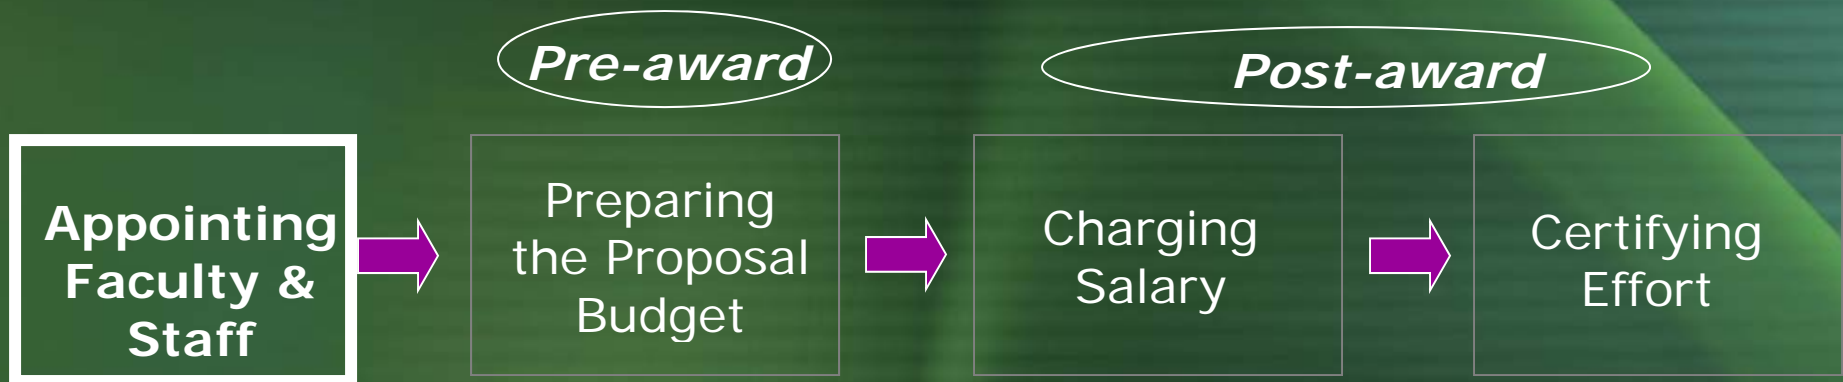 Pre-award
Post-award
Appointing
Faculty &
Staff
Preparing
the Proposal
Budget
Charging
Salary
Certifying
Effort